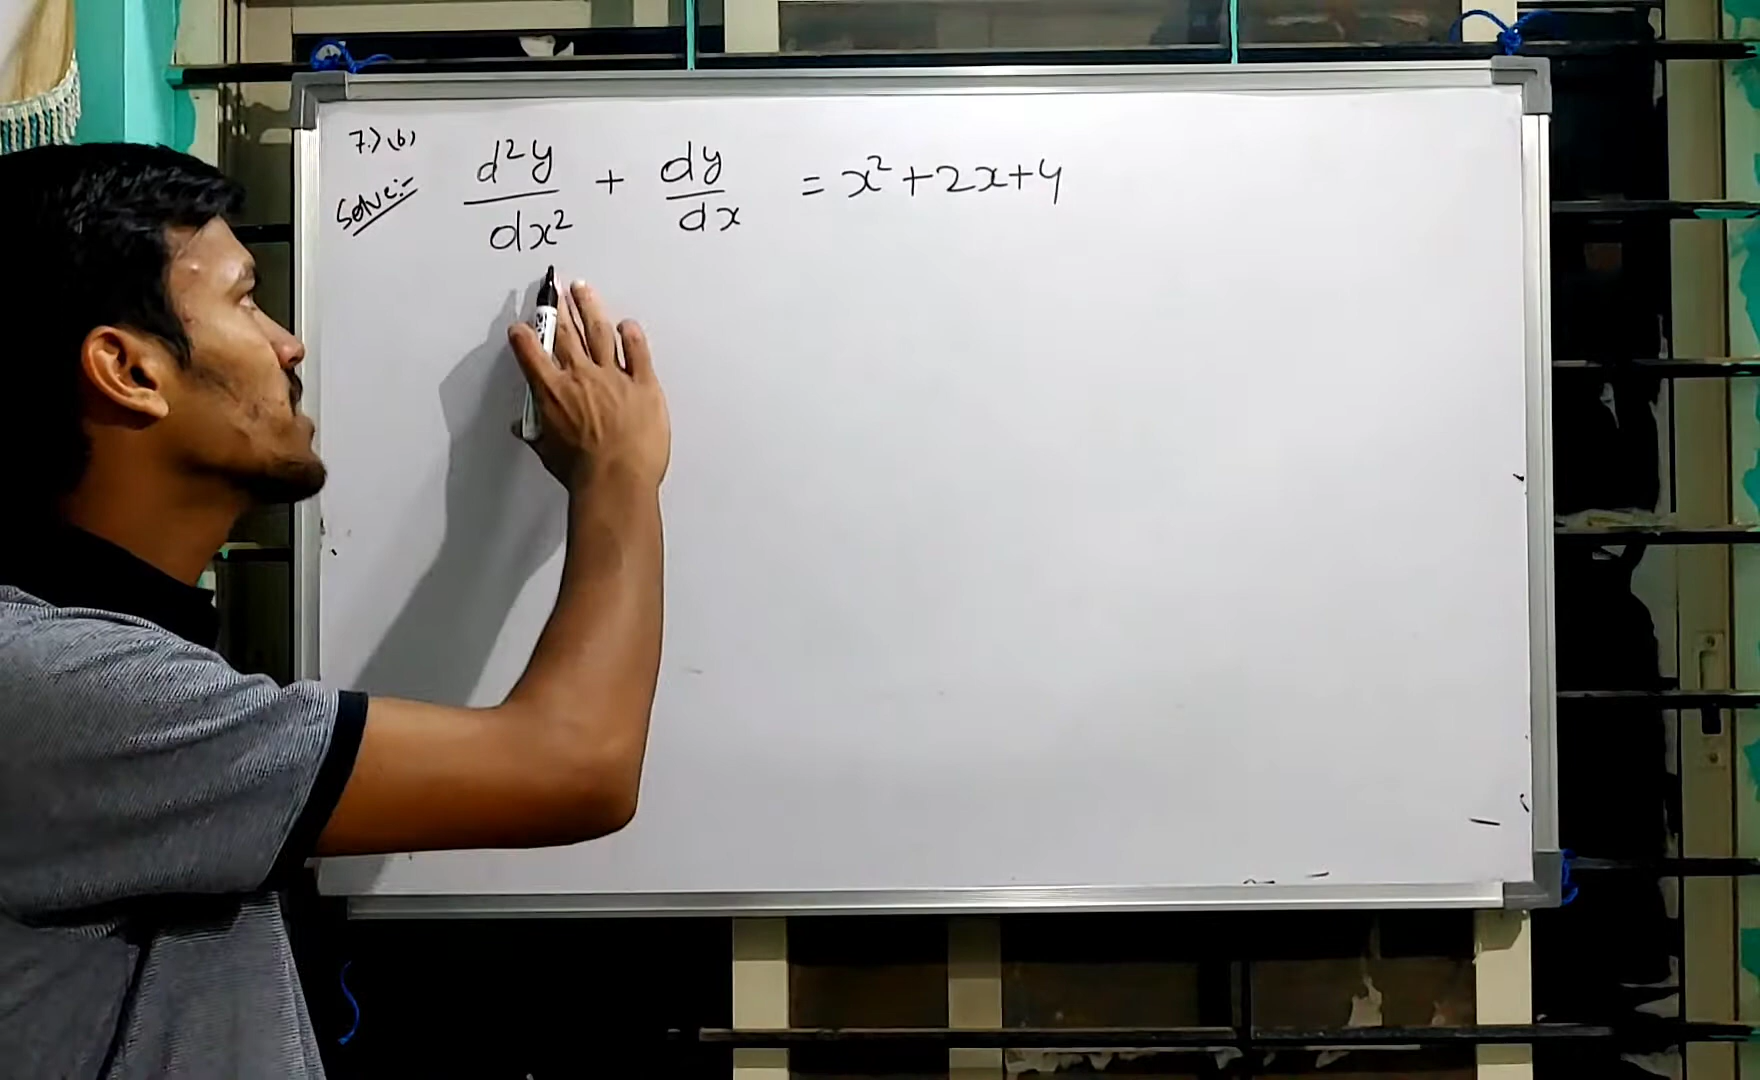 7.) (b)
Solve:- d²y/dx² + dy/dx = x²+2x+4